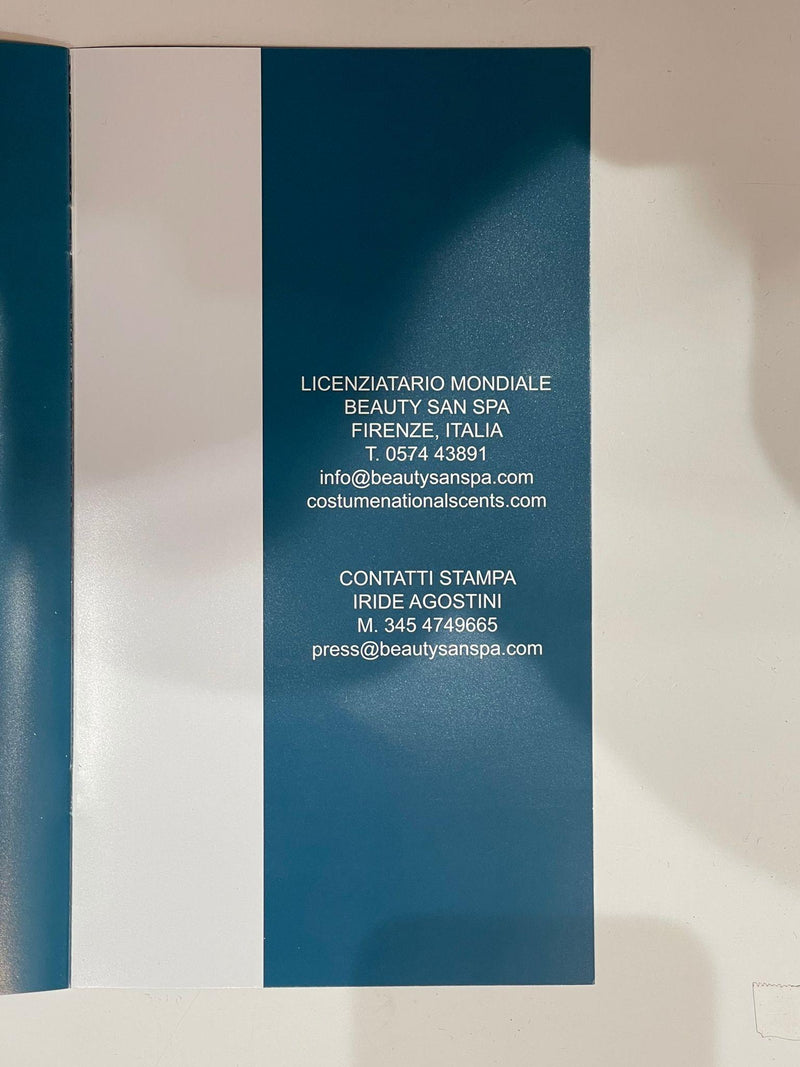 LICENZIATARIO MONDIALE
BEAUTY SAN SPA
FIRENZE, ITALIA
T. 0574 43891
info@beautysanspa.com
costumenationalscents.com
CONTATTI STAMPA
IRIDE AGOSTINI
M. 345 4749665
press@beautysanspa.com